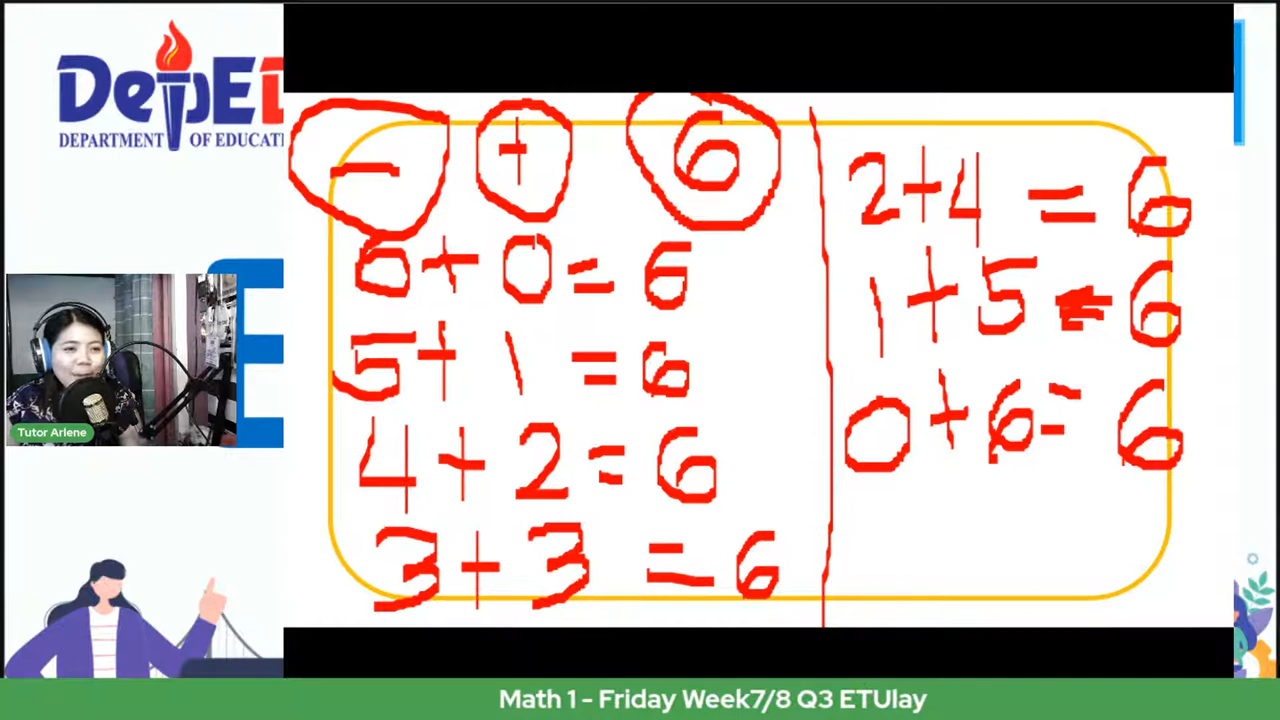 DepED
DEPARTMENT OF EDUCATI
− + 6
6 + 0 = 6
5 + 1 = 6
4 + 2 = 6
3 + 3 = 6
2 + 4 = 6
1 + 5 = 6
0 + 6 = 6
Tutor Arlene
Math 1 - Friday Week7/8 Q3 ETUlay